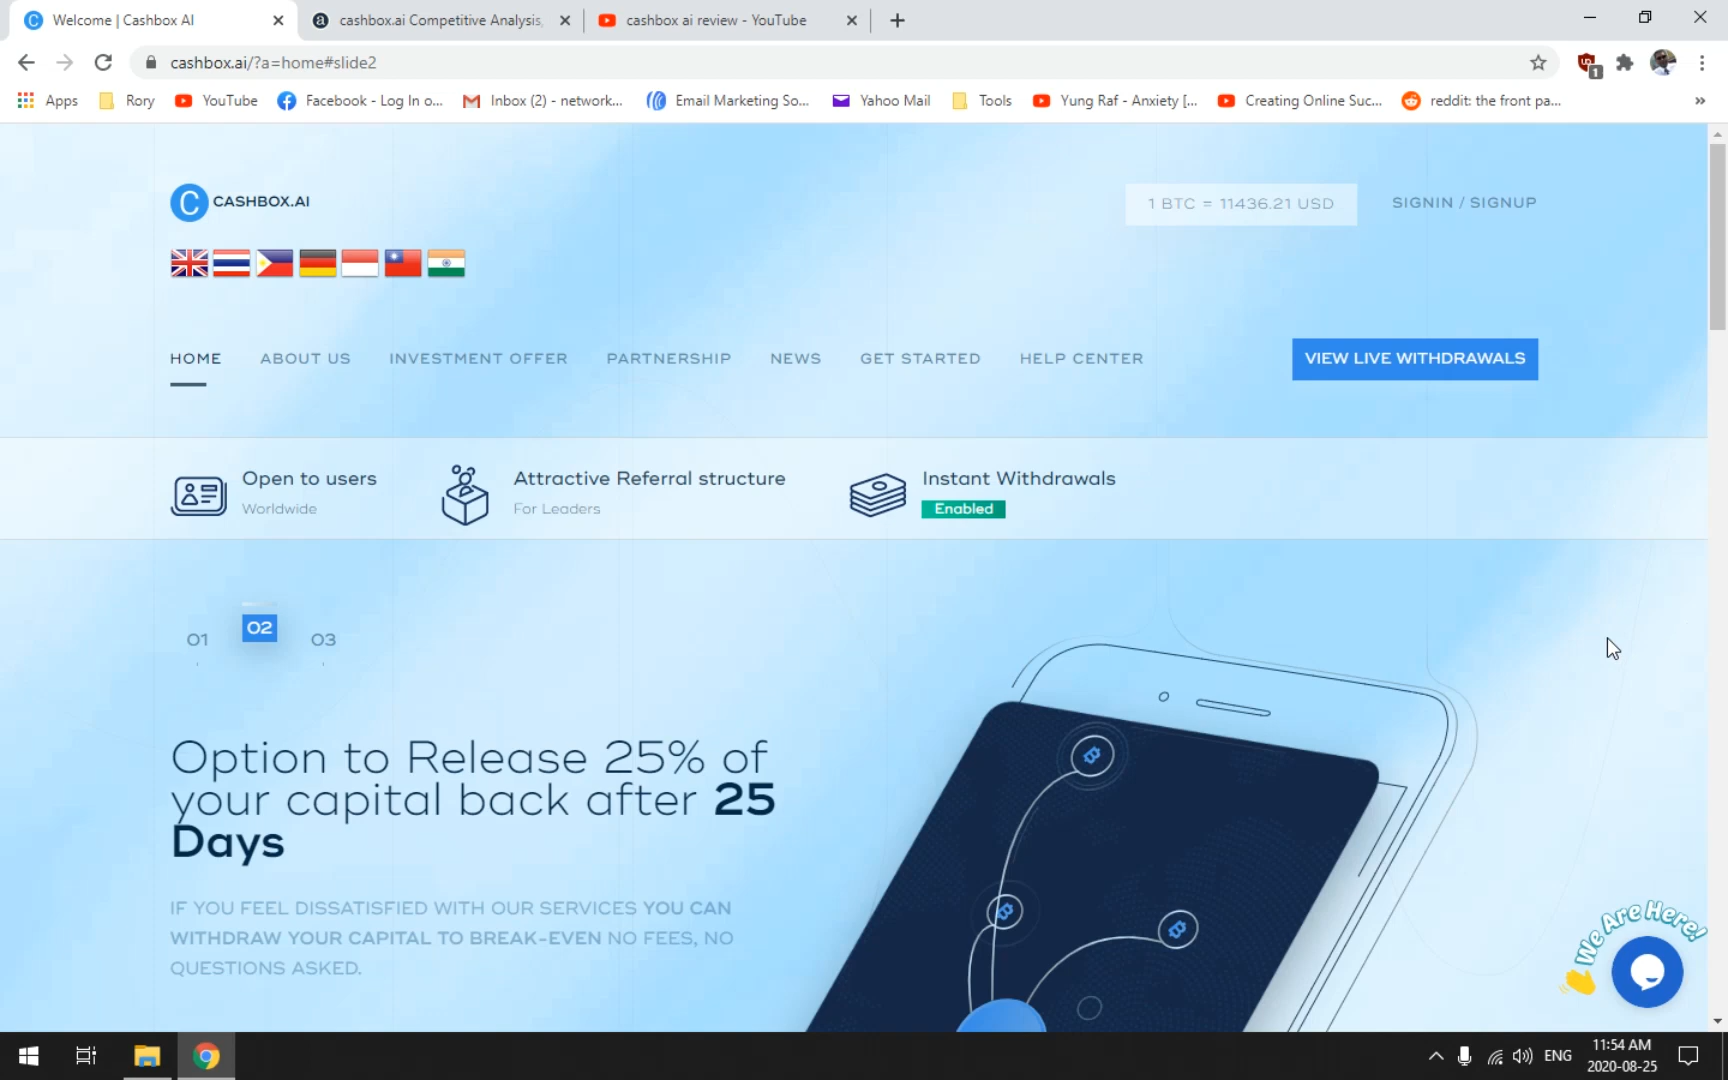 Welcome | Cashbox AI
cashbox.ai Competitive Analysis,
cashbox ai review - YouTube
cashbox.ai/?a=home#slide2
1
Apps
Rory
YouTube
Facebook - Log In o...
Inbox (2) - network...
Email Marketing So...
Yahoo Mail
Tools
Yung Raf - Anxiety [...
Creating Online Suc...
reddit: the front pa...
C CASHBOX.AI
1 BTC = 11436.21 USD
SIGNIN / SIGNUP
HOME
ABOUT US
INVESTMENT OFFER
PARTNERSHIP
NEWS
GET STARTED
HELP CENTER
VIEW LIVE WITHDRAWALS
Open to users
Worldwide
Attractive Referral structure
For Leaders
Instant Withdrawals
Enabled
01
02
03
Option to Release 25% of
your capital back after 25
Days
IF YOU FEEL DISSATISFIED WITH OUR SERVICES YOU CAN
WITHDRAW YOUR CAPITAL TO BREAK-EVEN NO FEES, NO
QUESTIONS ASKED.
We Are Here!
ENG
11:54 AM
2020-08-25